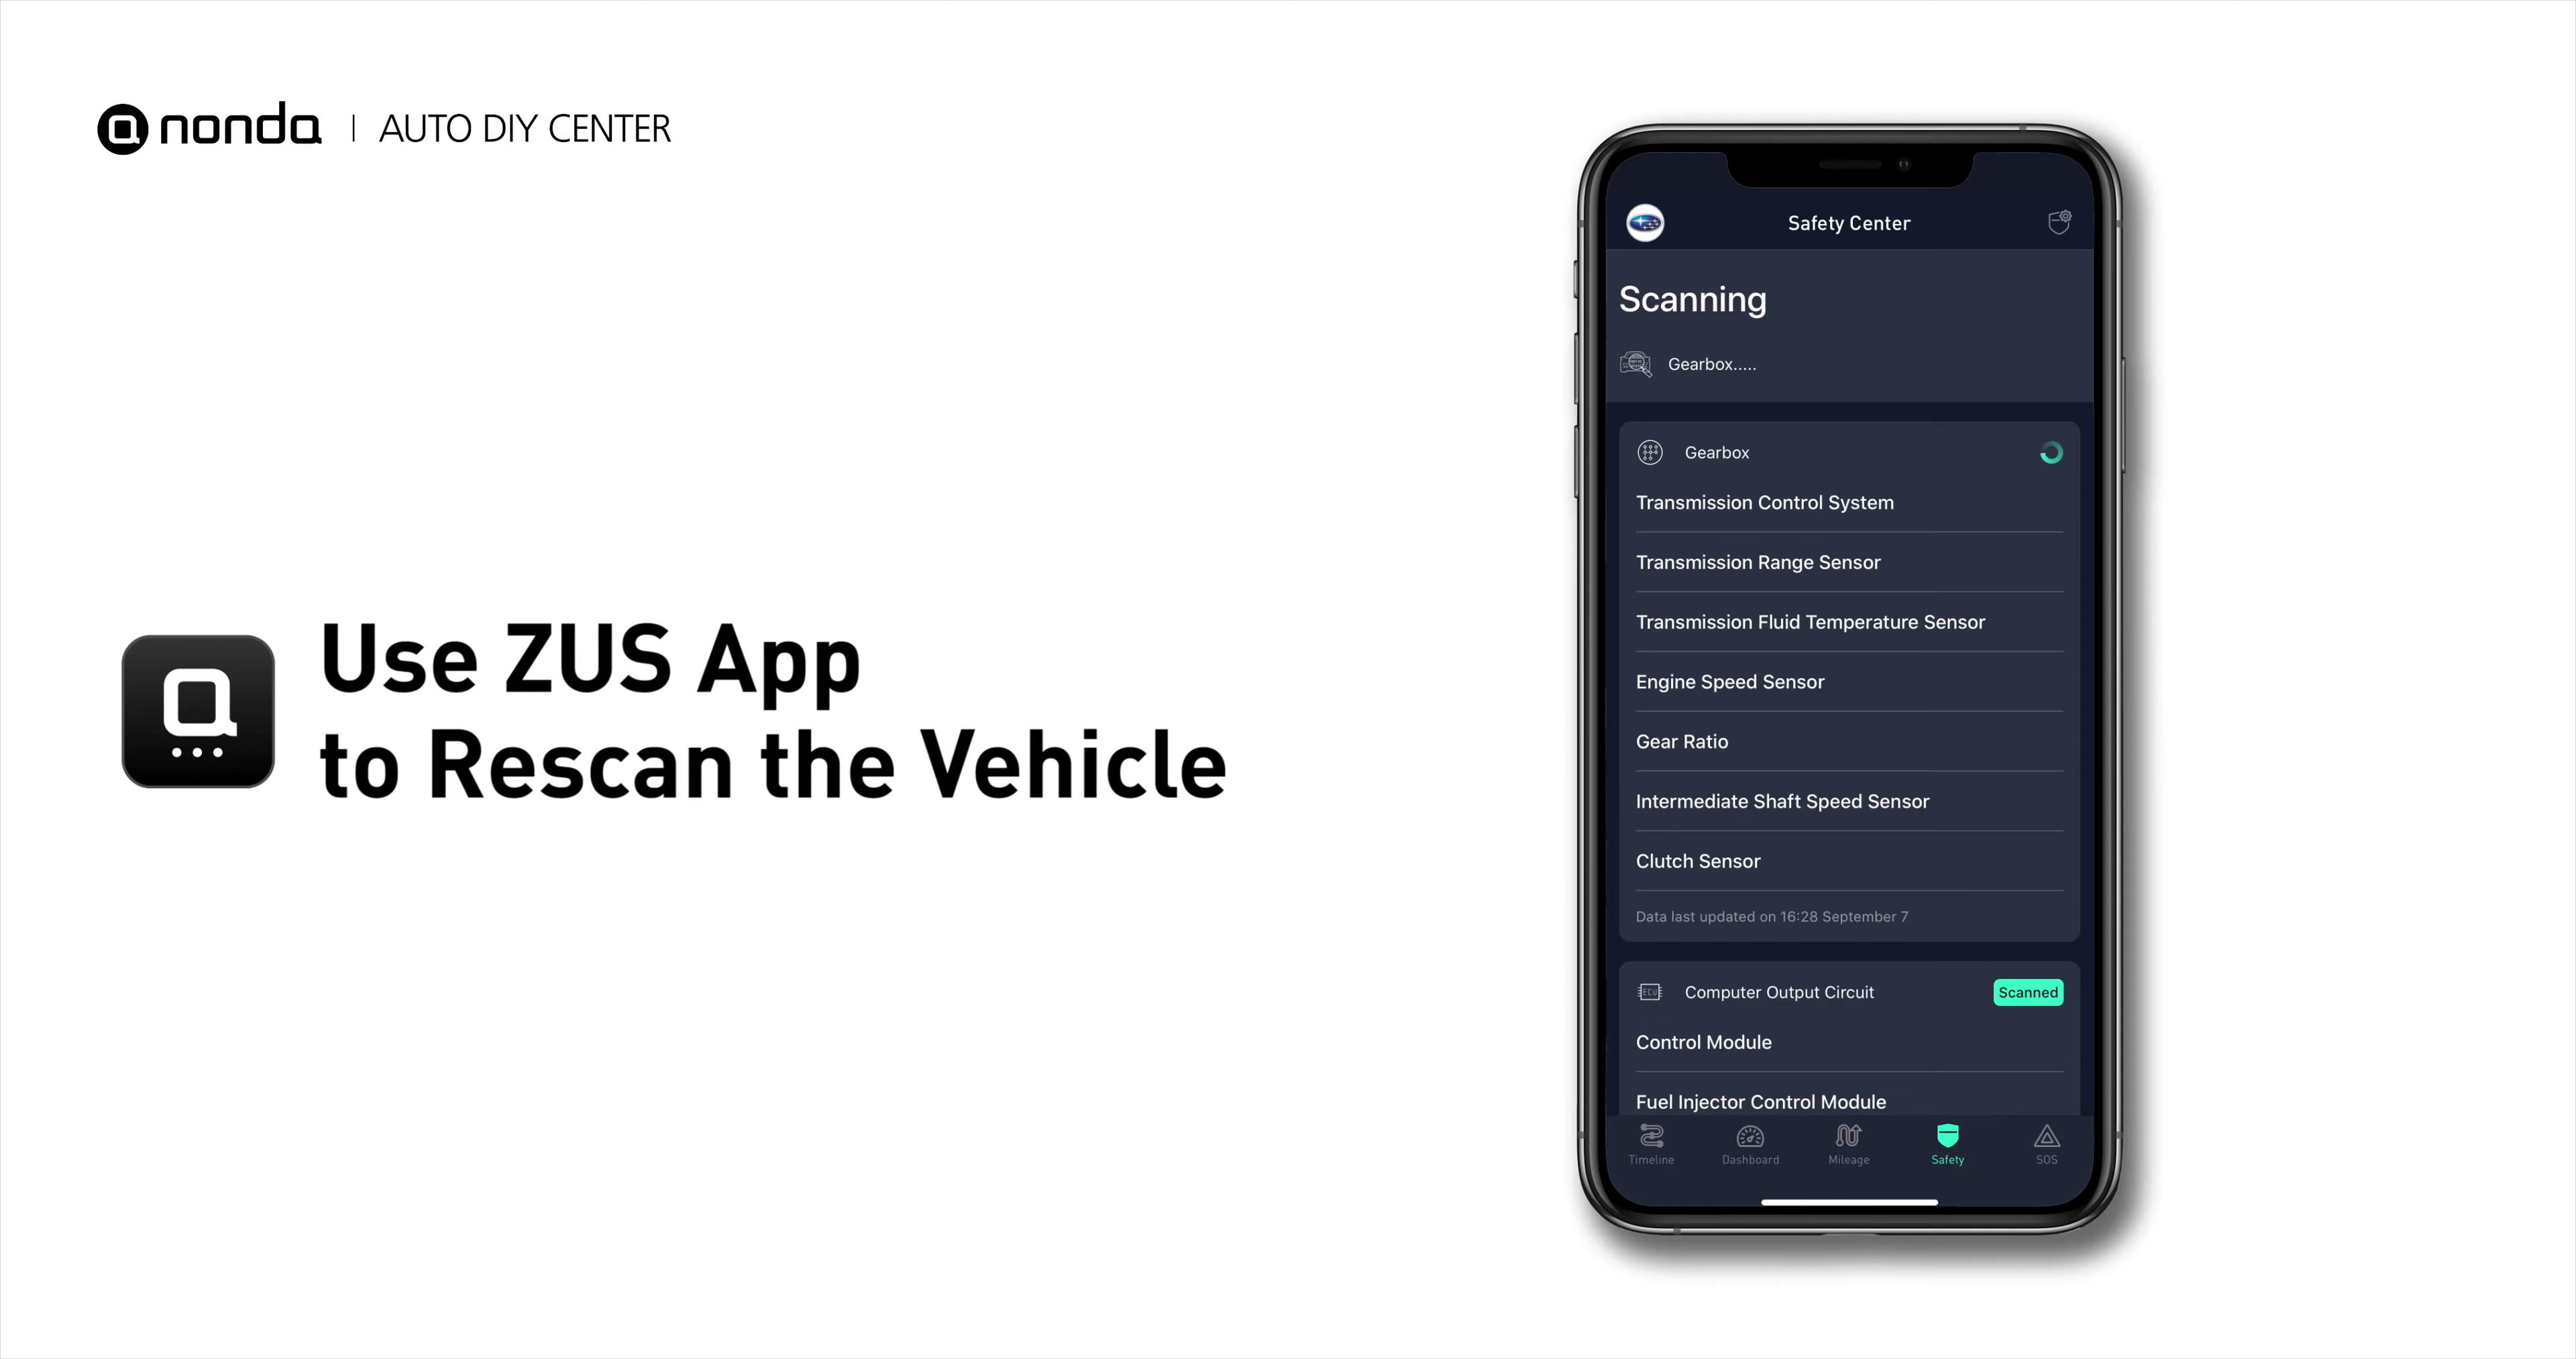 nonda | AUTO DIY CENTER
Use ZUS App
to Rescan the Vehicle
Safety Center
Scanning
Gearbox.....
Gearbox
Transmission Control System
Transmission Range Sensor
Transmission Fluid Temperature Sensor
Engine Speed Sensor
Gear Ratio
Intermediate Shaft Speed Sensor
Clutch Sensor
Data last updated on 16:28 September 7
ECU
Computer Output Circuit
Scanned
Control Module
Fuel Injector Control Module
Timeline
Dashboard
Mileage
Safety
SOS